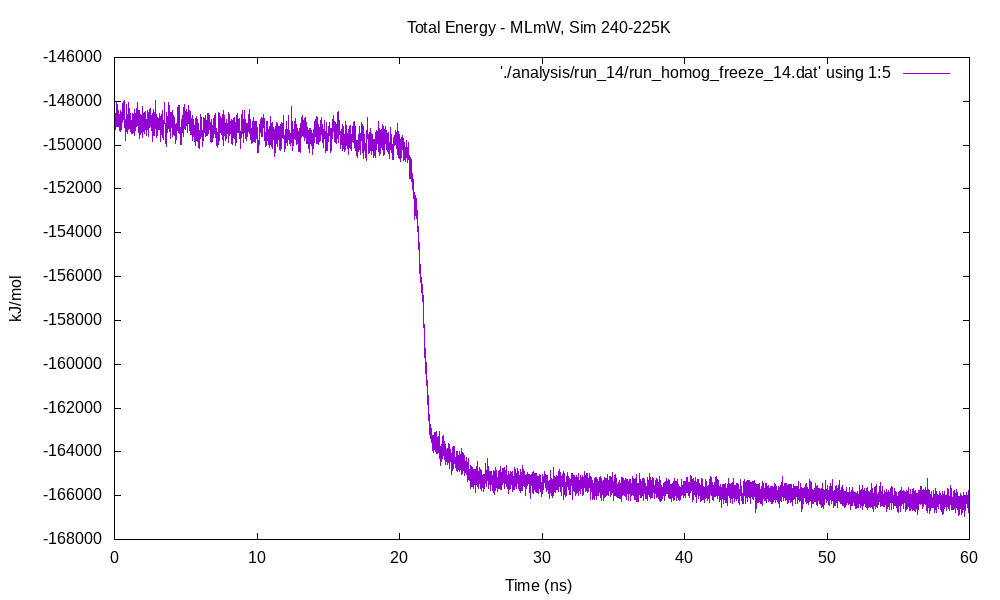 Total Energy - MLmW, Sim 240-225K
'./analysis/run_14/run_homog_freeze_14.dat' using 1:5
-146000
-148000
-150000
-152000
-154000
-156000
-158000
-160000
-162000
-164000
-166000
-168000
kJ/mol
0 10 20 30 40 50 60
Time (ns)